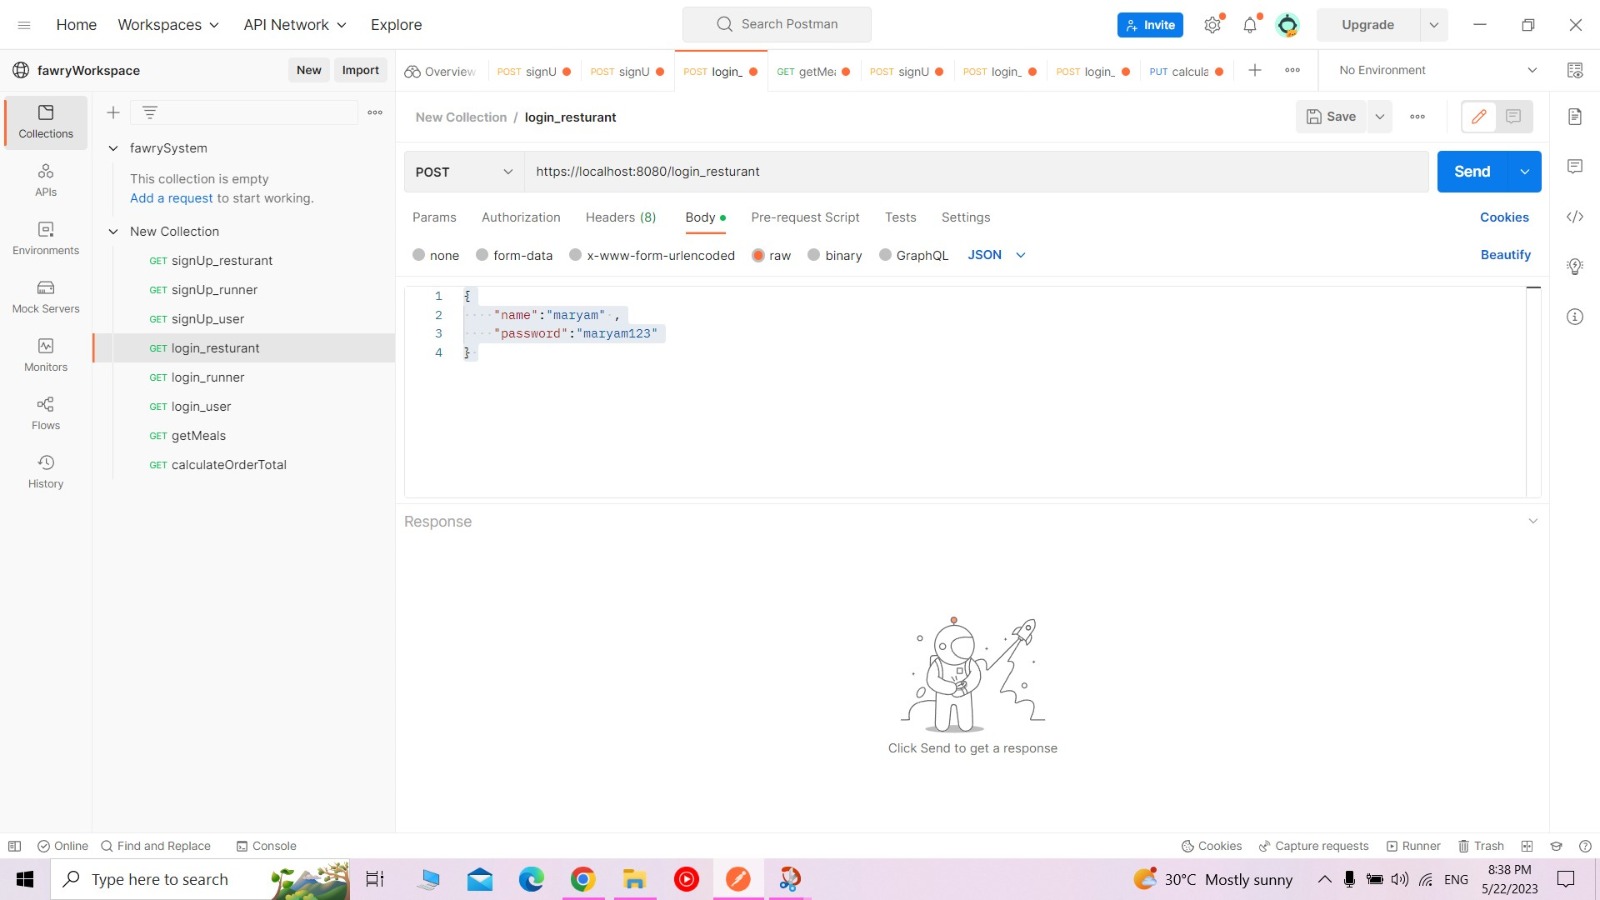 Home Workspaces API Network Explore Search Postman Invite Upgrade
fawryWorkspace New Import Overview POST signU POST signU POST login_ GET getMea POST signU POST login_ POST login_ PUT calcula No Environment
Collections
APIs
Environments
Mock Servers
Monitors
Flows
History
fawrySystem
This collection is empty
Add a request to start working.
New Collection
GET signUp_resturant
GET signUp_runner
GET signUp_user
GET login_resturant
GET login_runner
GET login_user
GET getMeals
GET calculateOrderTotal
New Collection / login_resturant Save
POST https://localhost:8080/login_resturant Send
Params Authorization Headers (8) Body Pre-request Script Tests Settings Cookies
none form-data x-www-form-urlencoded raw binary GraphQL JSON Beautify
1 {
2 "name":"maryam" ,
3 "password":"maryam123"
4 }
Response
Click Send to get a response
Online Find and Replace Console Cookies Capture requests Runner Trash
Type here to search 30°C Mostly sunny ENG 8:38 PM
5/22/2023